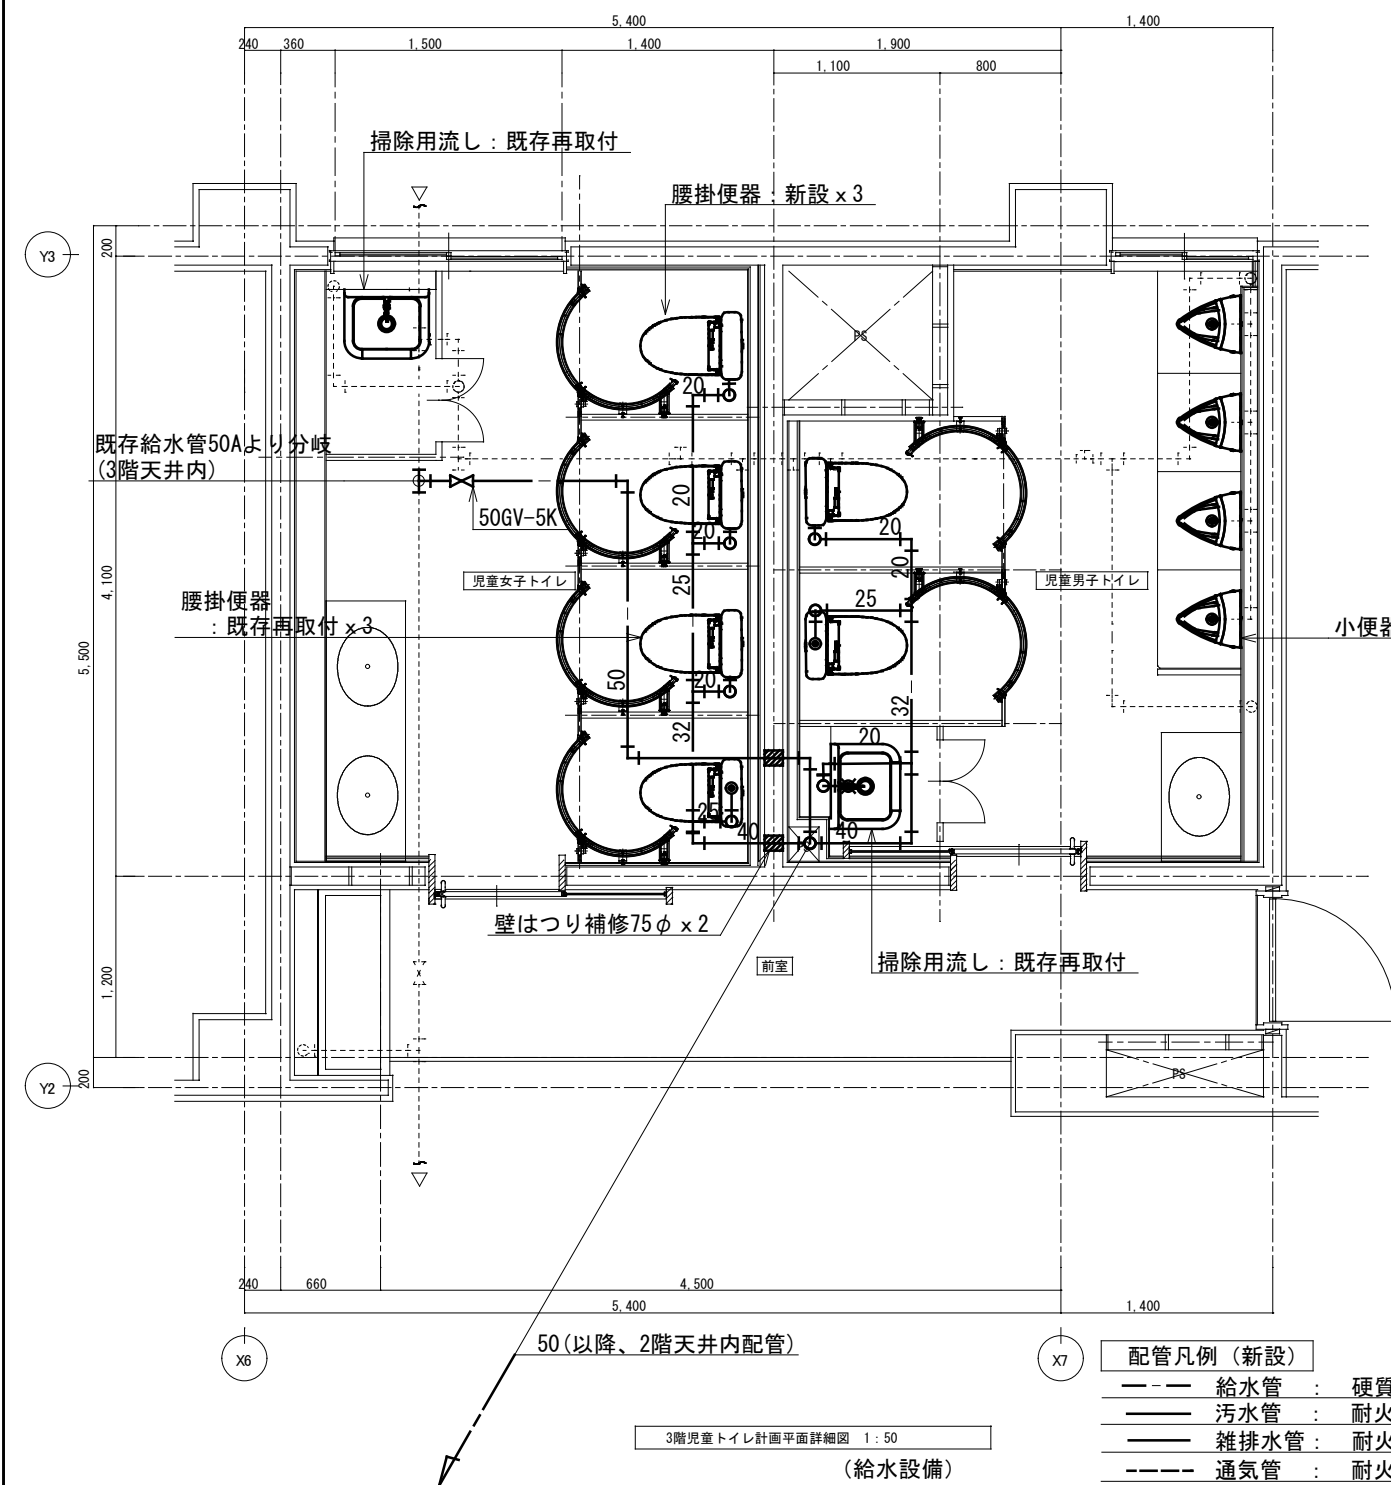 5,400
1,400
240
360
1,500
1,400
1,900
1,100
800
掃除用流し：既存再取付
腰掛便器：新設ｘ3
Y3
200
PS
20
既存給水管50Aより分岐
(3階天井内)
50GV-5K
20
20
20
20
25
25
児童女子トイレ
児童男子トイレ
4,100
5,500
腰掛便器
：既存再取付ｘ3
小便器
50
20
32
32
20
25
40
40
壁はつり補修75φｘ2
前室
掃除用流し：既存再取付
1,200
PS
Y2
200
240
660
4,500
5,400
1,400
50(以降、2階天井内配管)
X6
X7
配管凡例（新設）
給水管 ： 硬質
汚水管 ： 耐火
雑排水管： 耐火
通気管 ： 耐火
3階児童トイレ計画平面詳細図 1：50
(給水設備)